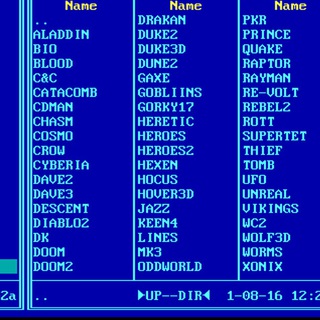 Name Name Name
.. DRAKAN PKR
ALADDIN DUKE2 PRINCE
BIO DUKE3D QUAKE
BLOOD DUNE2 RAPTOR
C&C GAXE RAYMAN
CATACOMB GOBLIINS RE-VOLT
CDMAN GORKY17 REBEL2
CHASM HERETIC ROTT
COSMO HEROES SUPERTET
CROW HEROES2 THIEF
CYBERIA HEXEN TOMB
DAVE2 HOCUS UFO
DAVE3 HOVER3D UNREAL
DESCENT JAZZ VIKINGS
DIABLO2 KEEN4 WC2
DK LINES WOLF3D
DOOM MK3 WORMS
DOOM2 ODDWORLD XONIX
2a .. ►UP--DIR◄ 1-08-16 12:2